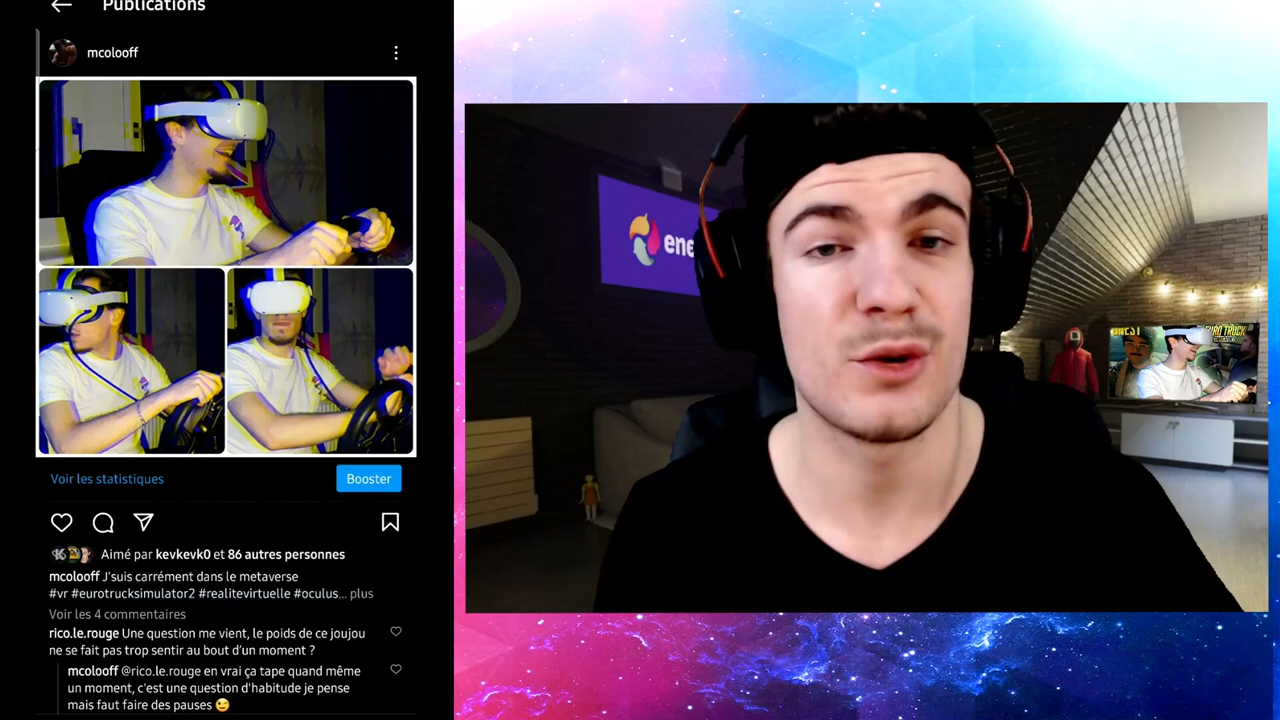 Publications
mcolooff
Voir les statistiques
Booster
Aimé par kevkevk0 et 86 autres personnes
mcolooff J'suis carrément dans le metaverse
#vr #eurotrucksimulator2 #realitevirtuelle #oculus... plus
Voir les 4 commentaires
rico.le.rouge Une question me vient, le poids de ce joujou
ne se fait pas trop sentir au bout d'un moment ?
mcolooff @rico.le.rouge en vrai ça tape quand même
un moment, c'est une question d'habitude je pense
mais faut faire des pauses 😉
ene
EURO TRUCK